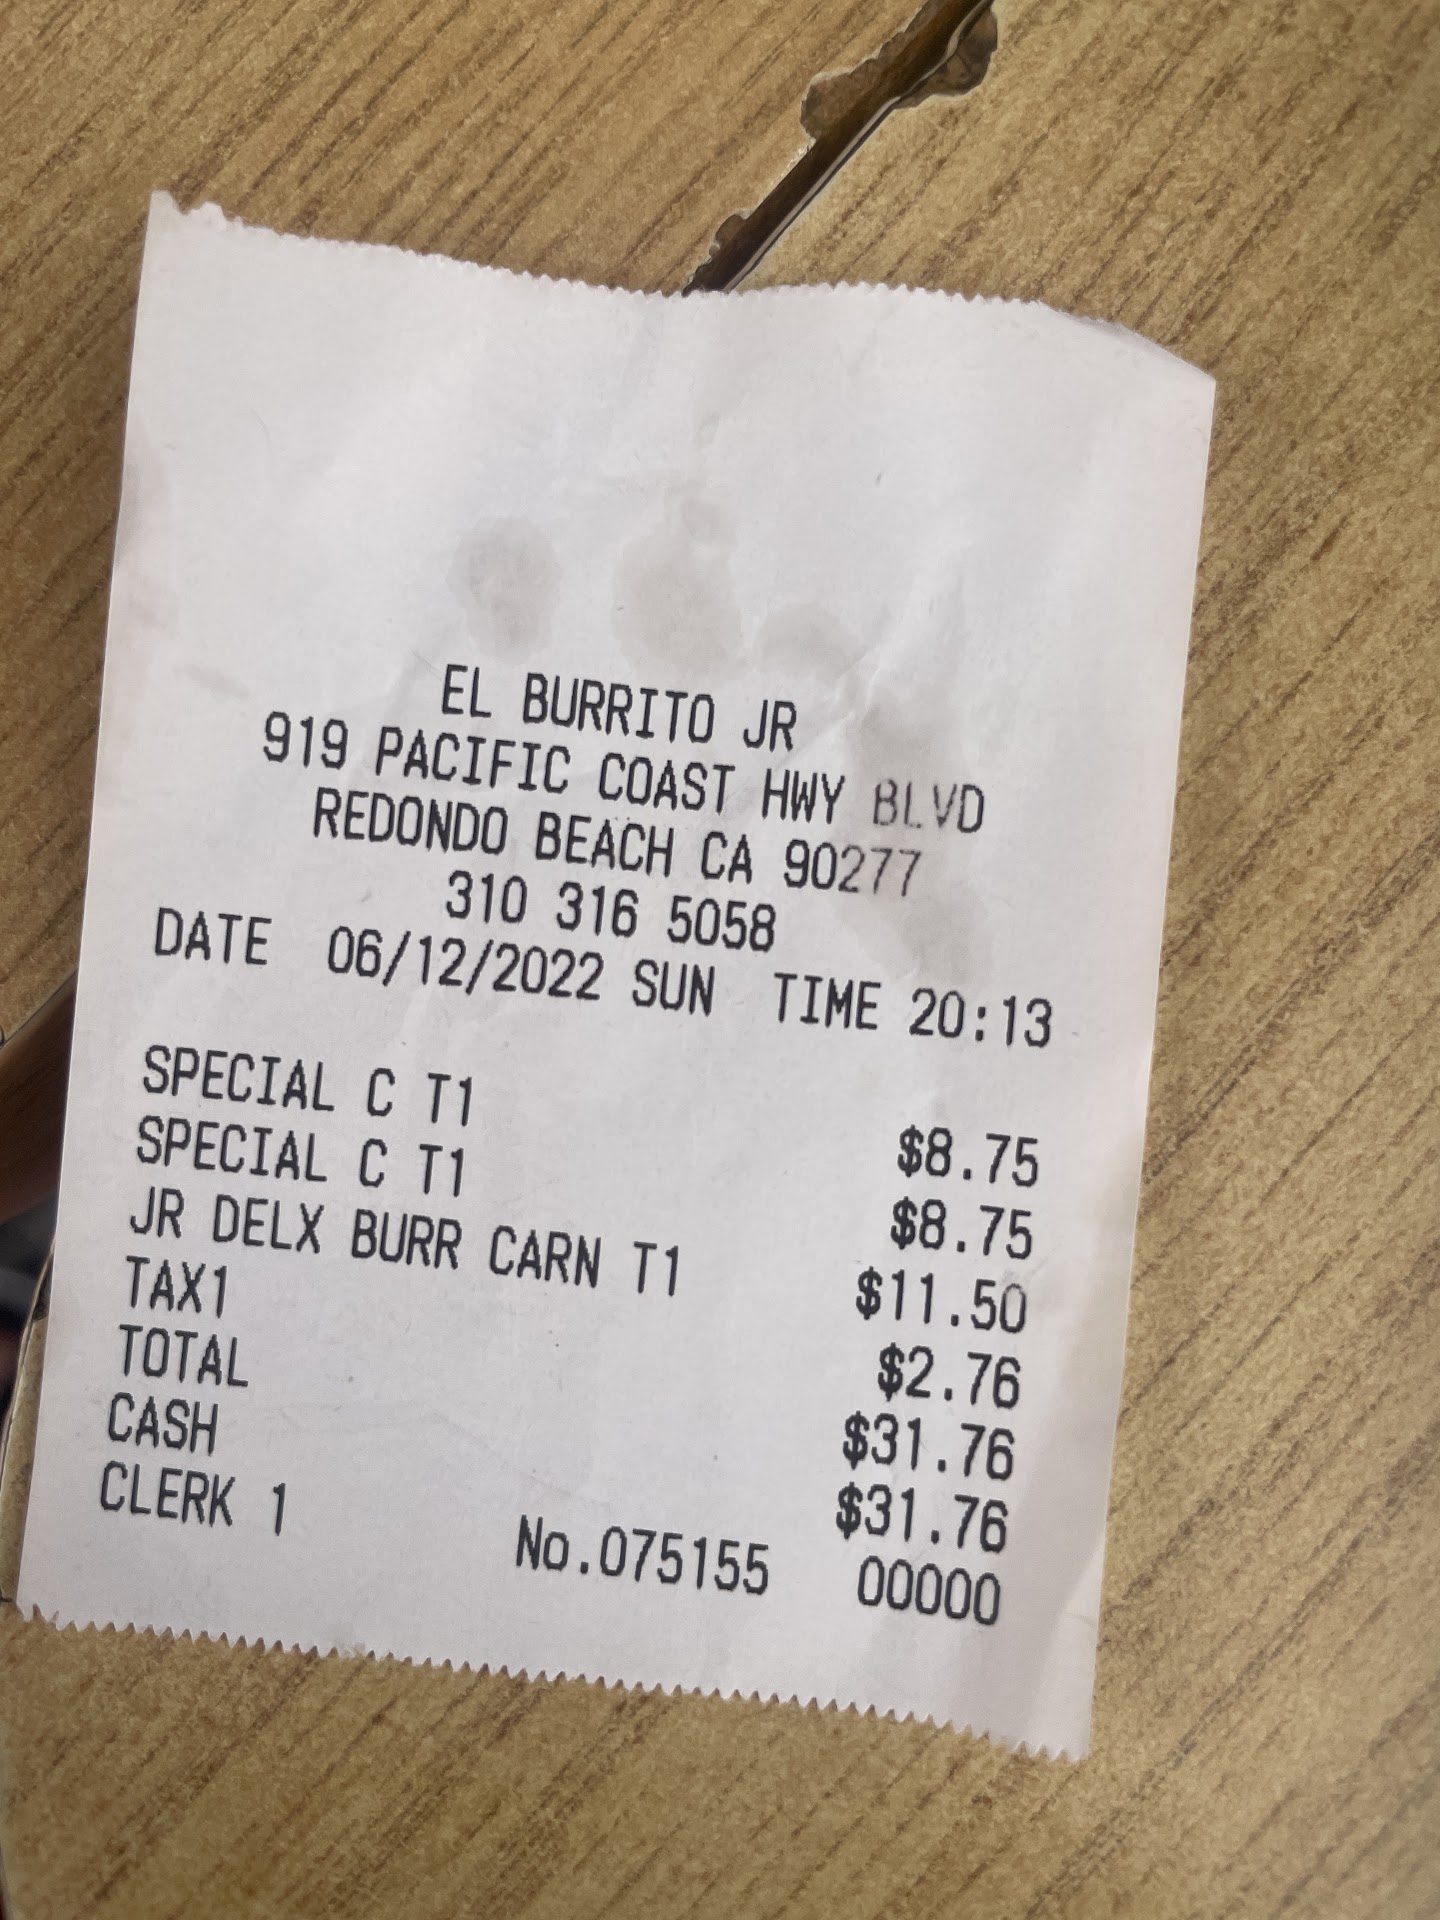 EL BURRITO JR
919 PACIFIC COAST HWY BLVD
REDONDO BEACH CA 90277
310 316 5058
DATE 06/12/2022 SUN TIME 20:13
SPECIAL C T1 $8.75
SPECIAL C T1 $8.75
JR DELX BURR CARN T1 $11.50
TAX1 $2.76
TOTAL $31.76
CASH $31.76
CLERK 1 No.075155 00000